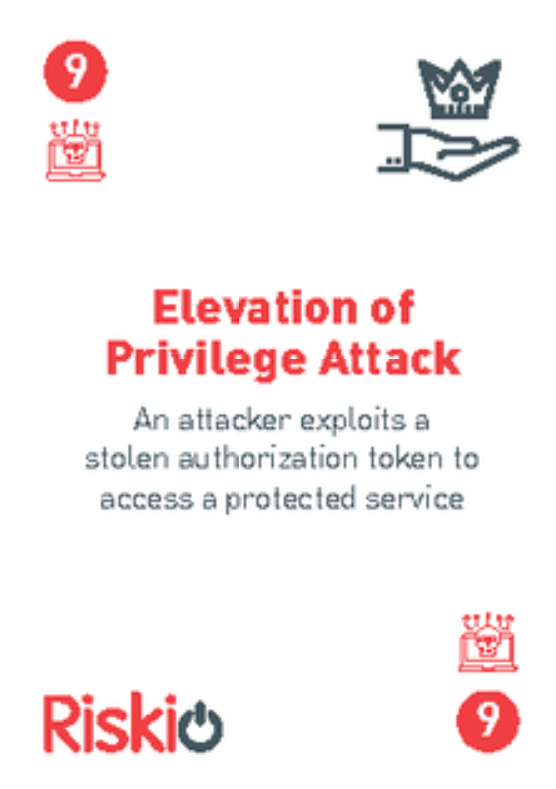 9
Elevation of
Privilege Attack
An attacker exploits a
stolen authorization token to
access a protected service
Riskio
9